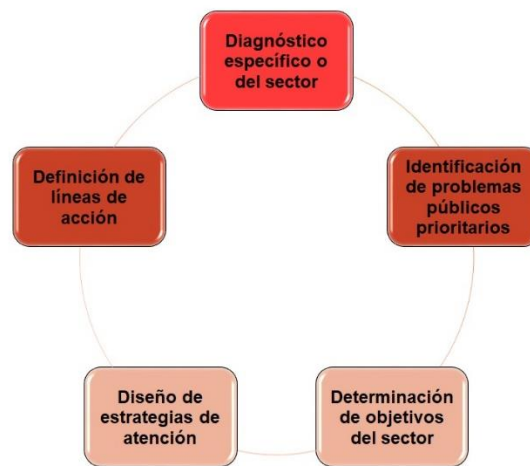 Diagnóstico
específico o
del sector
Identificación
de problemas
públicos
prioritarios
Determinación
de objetivos
del sector
Diseño de
estrategias de
atención
Definición de
líneas de
acción